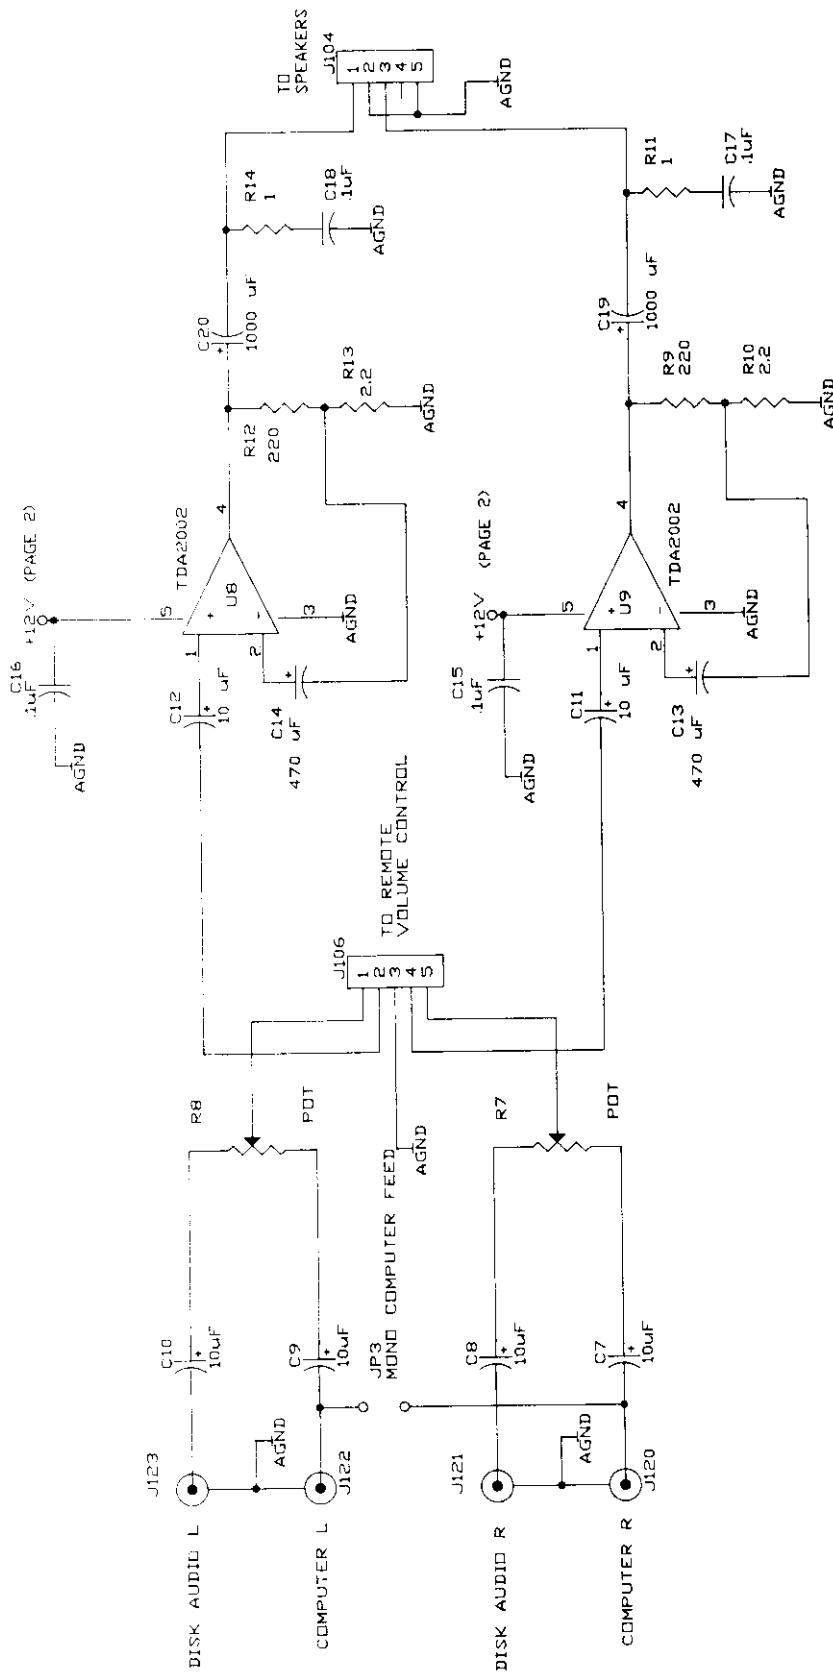 DISK AUDIO L
J123
C10
10uF
+
AGND
COMPUTER L
J122
C9
10uF
+
R8
POT
JP3
MONO COMPUTER FEED
DISK AUDIO R
J121
C8
10uF
+
AGND
COMPUTER R
J120
C7
10uF
+
R7
POT
AGND
J106
1
2
3
4
5
TO REMOTE
VOLUME CONTROL
AGND
C16
.1uF
+12V (PAGE 2)
C12
10 uF
+
1
2
5
+
-
U8
TDA2002
4
3
AGND
C14
470 uF
+
R12
220
R13
2.2
AGND
C20
1000 uF
+
R14
1
C18
.1uF
AGND
TO
SPEAKERS
J104
1
2
3
4
5
AGND
AGND
C15
.1uF
+12V (PAGE 2)
C11
10 uF
+
1
2
5
+
-
U9
TDA2002
4
3
AGND
C13
470 uF
+
R9
220
R10
2.2
AGND
C19
1000 uF
+
R11
1
C17
.1uF
AGND